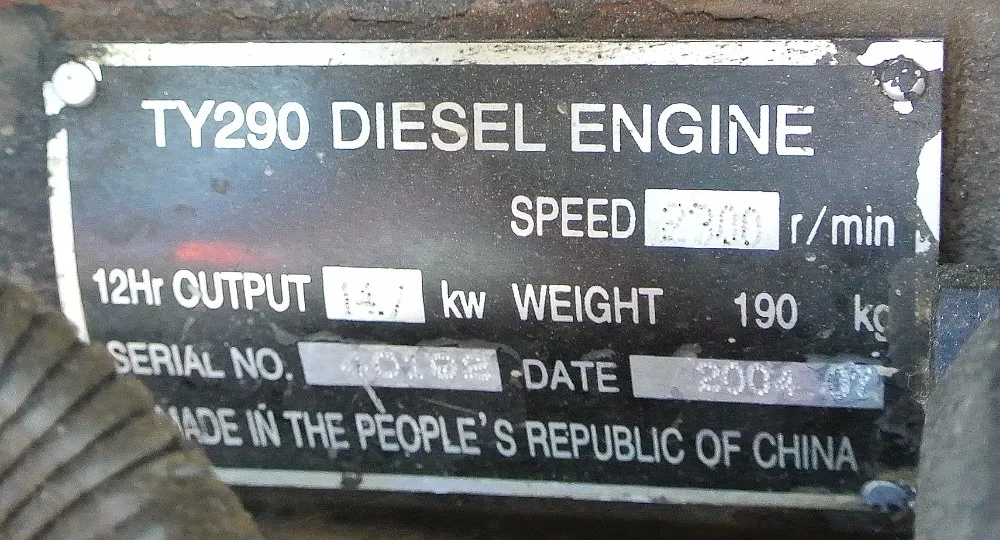 TY290 DIESEL ENGINE
SPEED 2300 r/min
12Hr OUTPUT 14.7 kw WEIGHT 190 kg
SERIAL NO. DATE 2004 07
MADE IN THE PEOPLE'S REPUBLIC OF CHINA